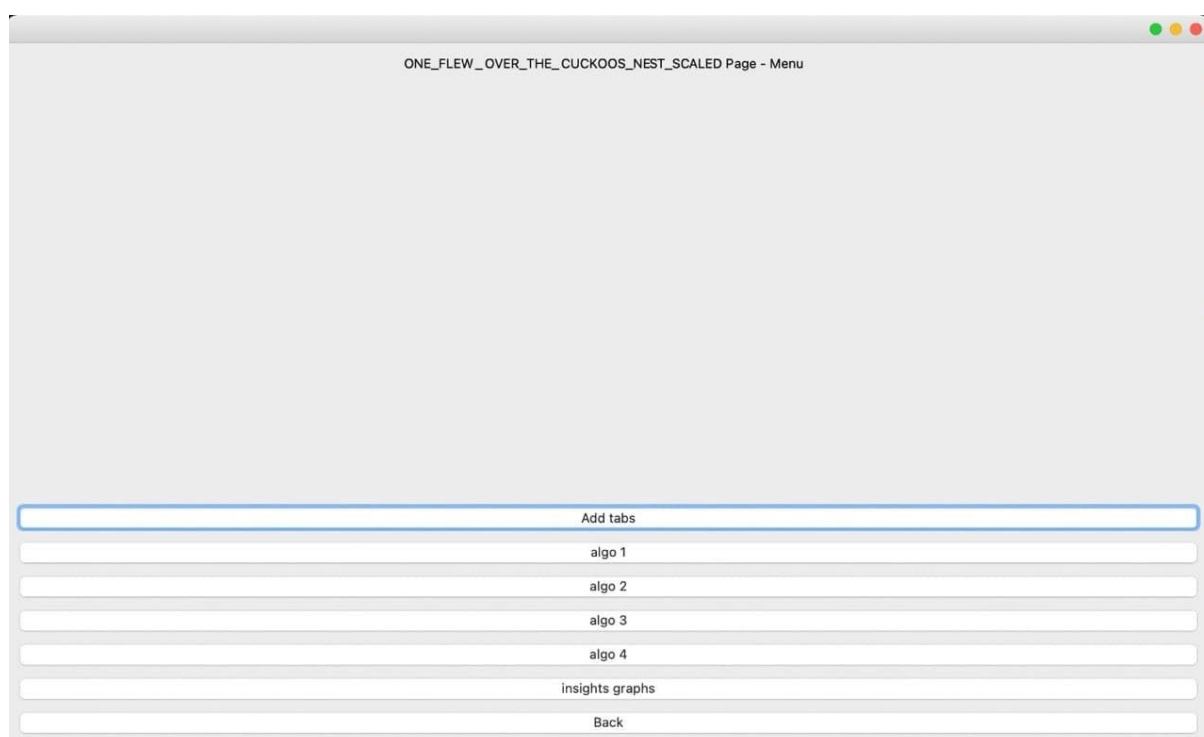 ONE_FLEW_OVER_THE_CUCKOOS_NEST_SCALED Page - Menu
Add tabs
algo 1
algo 2
algo 3
algo 4
insights graphs
Back